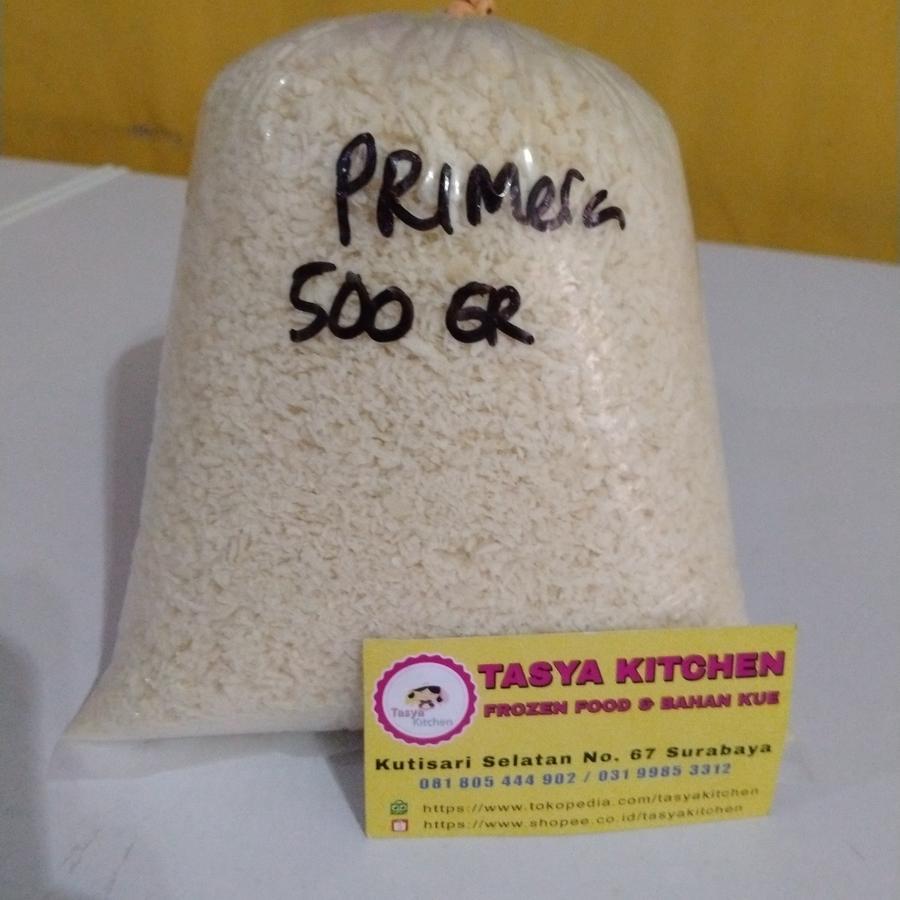 PRIMera
500 GR
TASYA KITCHEN
FROZEN FOOD & BAHAN KUE
Tasya
Kitchen
Kutisari Selatan No. 67 Surabaya
081 805 444 902 / 031 9985 3312
https://www.tokopedia.com/tasyakitchen
https://www.shopee.co.id/tasyakitchen